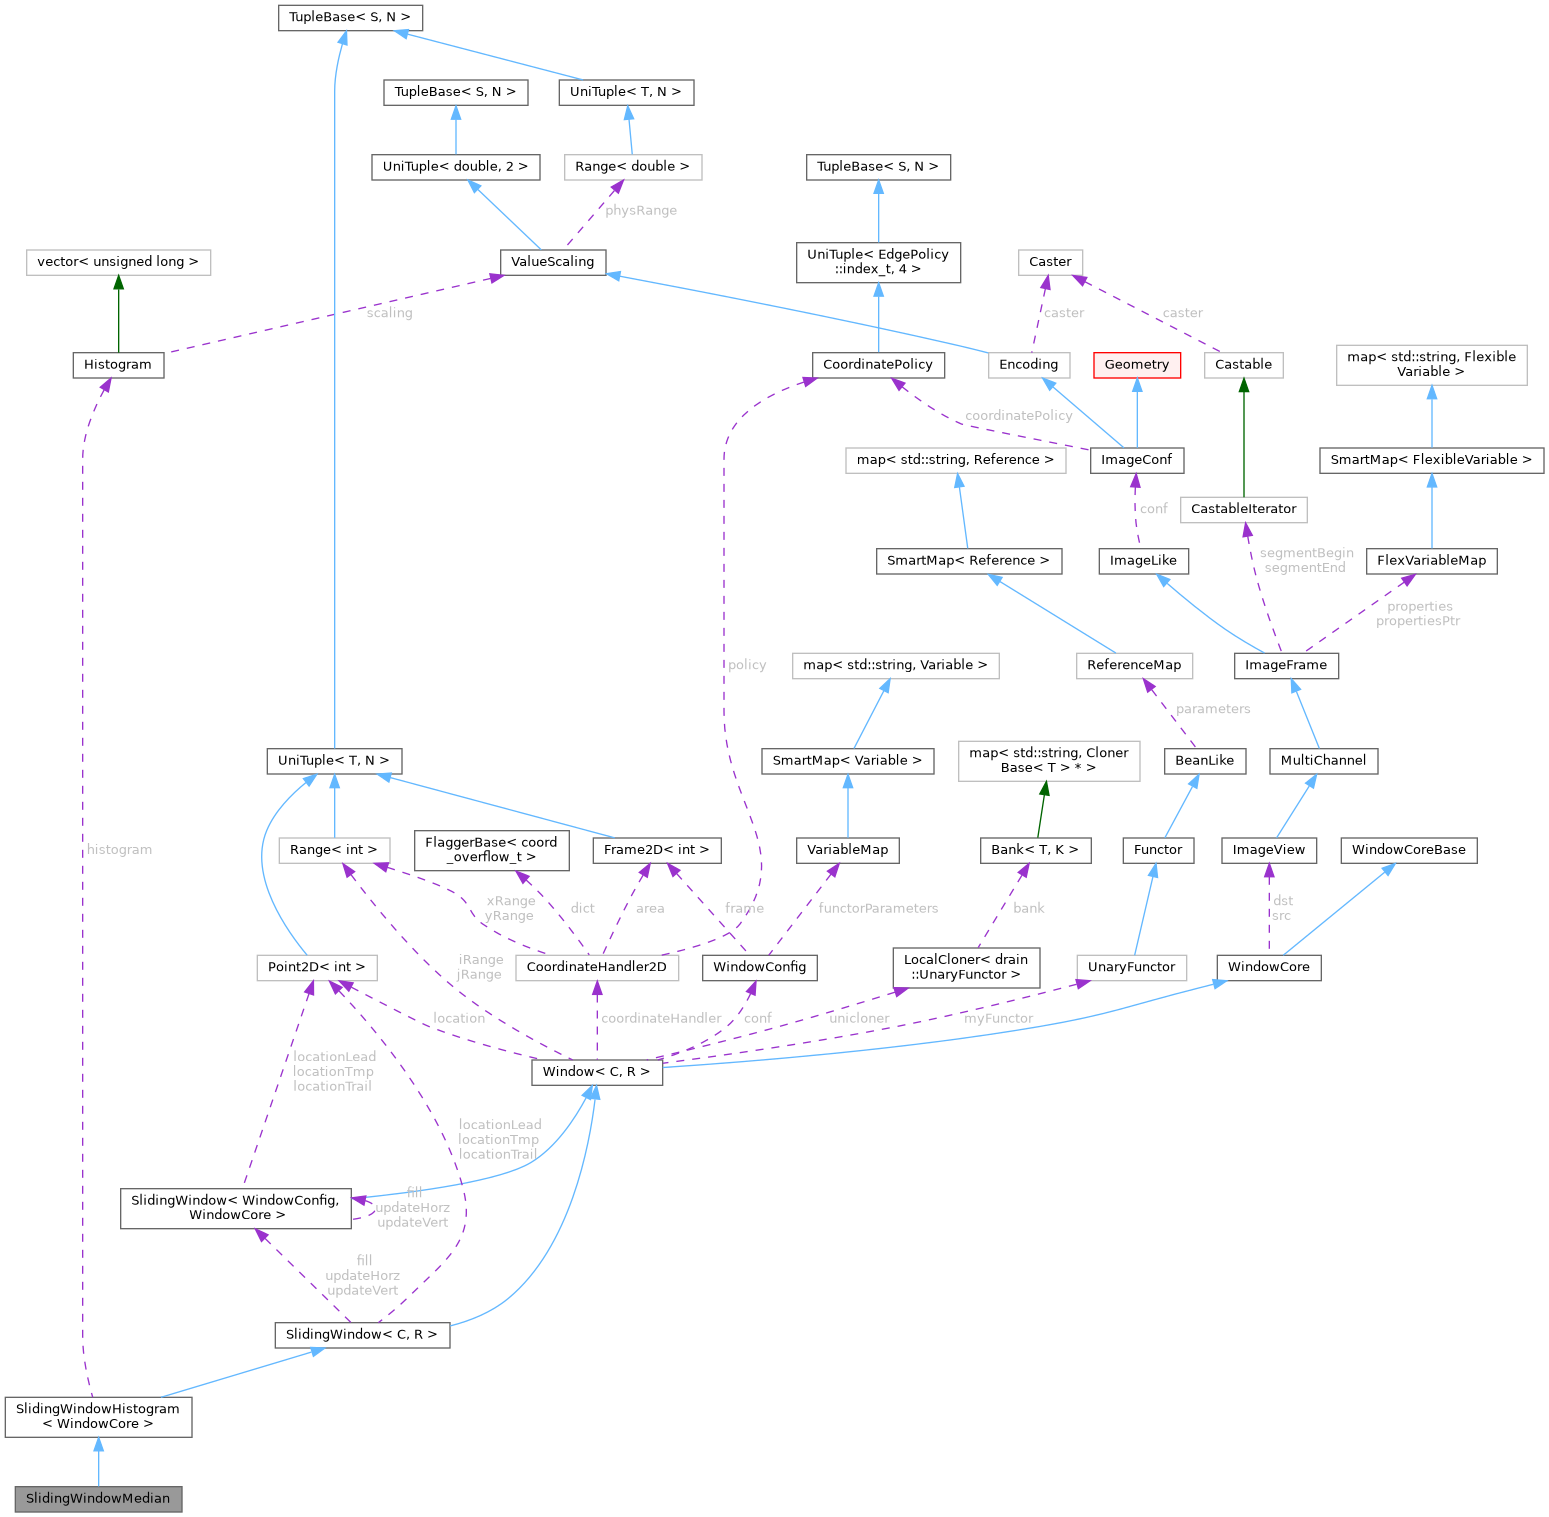 TupleBase< S, N >
TupleBase< S, N >
UniTuple< T, N >
UniTuple< double, 2 >
Range< double >
TupleBase< S, N >
physRange
vector< unsigned long >
ValueScaling
UniTuple< EdgePolicy
::index_t, 4 >
Caster
scaling
caster
caster
Histogram
CoordinatePolicy
Encoding
Geometry
Castable
map< std::string, Flexible
Variable >
coordinatePolicy
map< std::string, Reference >
ImageConf
SmartMap< FlexibleVariable >
conf
CastableIterator
SmartMap< Reference >
ImageLike
segmentBegin
segmentEnd
FlexVariableMap
properties
propertiesPtr
policy
map< std::string, Variable >
ReferenceMap
ImageFrame
parameters
UniTuple< T, N >
SmartMap< Variable >
map< std::string, Cloner
Base< T > * >
BeanLike
MultiChannel
histogram
Range< int >
FlaggerBase< coord
_overflow_t >
Frame2D< int >
VariableMap
Bank< T, K >
Functor
ImageView
WindowCoreBase
xRange
yRange
dict
area
frame
functorParameters
bank
dst
src
Point2D< int >
iRange
jRange
CoordinateHandler2D
WindowConfig
LocalCloner< drain
::UnaryFunctor >
UnaryFunctor
WindowCore
location
coordinateHandler
conf
unicloner
myFunctor
locationLead
locationTmp
locationTrail
Window< C, R >
locationLead
locationTmp
locationTrail
SlidingWindow< WindowConfig,
WindowCore >
fill
updateHorz
updateVert
fill
updateHorz
updateVert
SlidingWindow< C, R >
SlidingWindowHistogram
< WindowCore >
SlidingWindowMedian